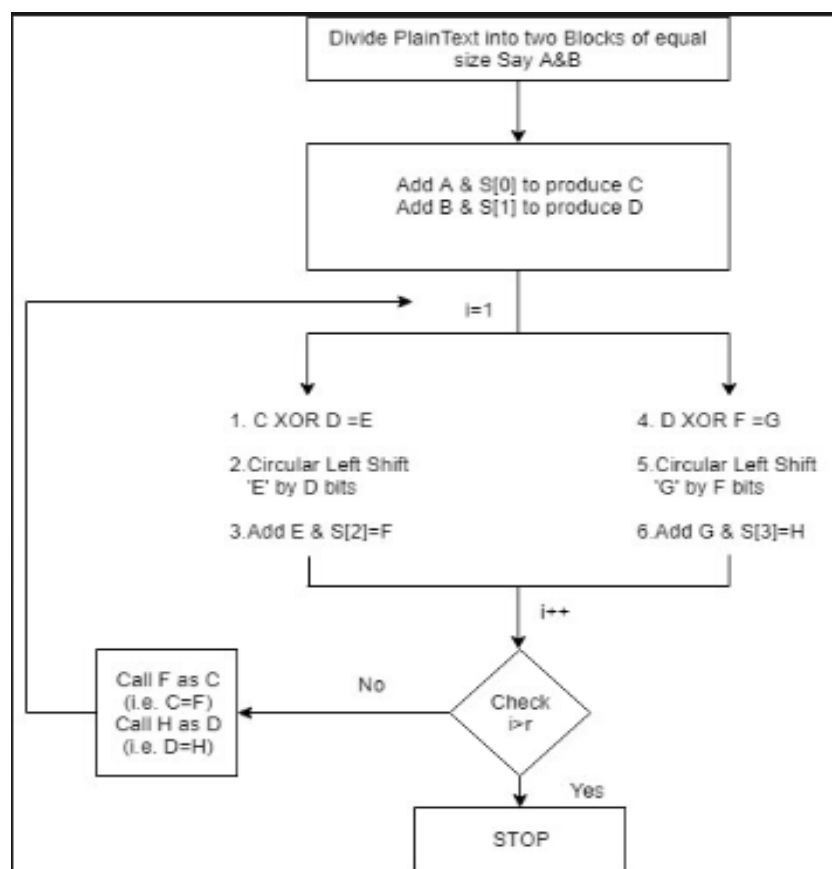 Divide PlainText into two Blocks of equal
size Say A&B
Add A & S[0] to produce C
Add B & S[1] to produce D
i=1
1. C XOR D =E
2.Circular Left Shift
'E' by D bits
3.Add E & S[2]=F
4. D XOR F =G
5.Circular Left Shift
'G' by F bits
6.Add G & S[3]=H
i++
Check
i>r
No
Call F as C
(i.e. C=F)
Call H as D
(i.e. D=H)
Yes
STOP